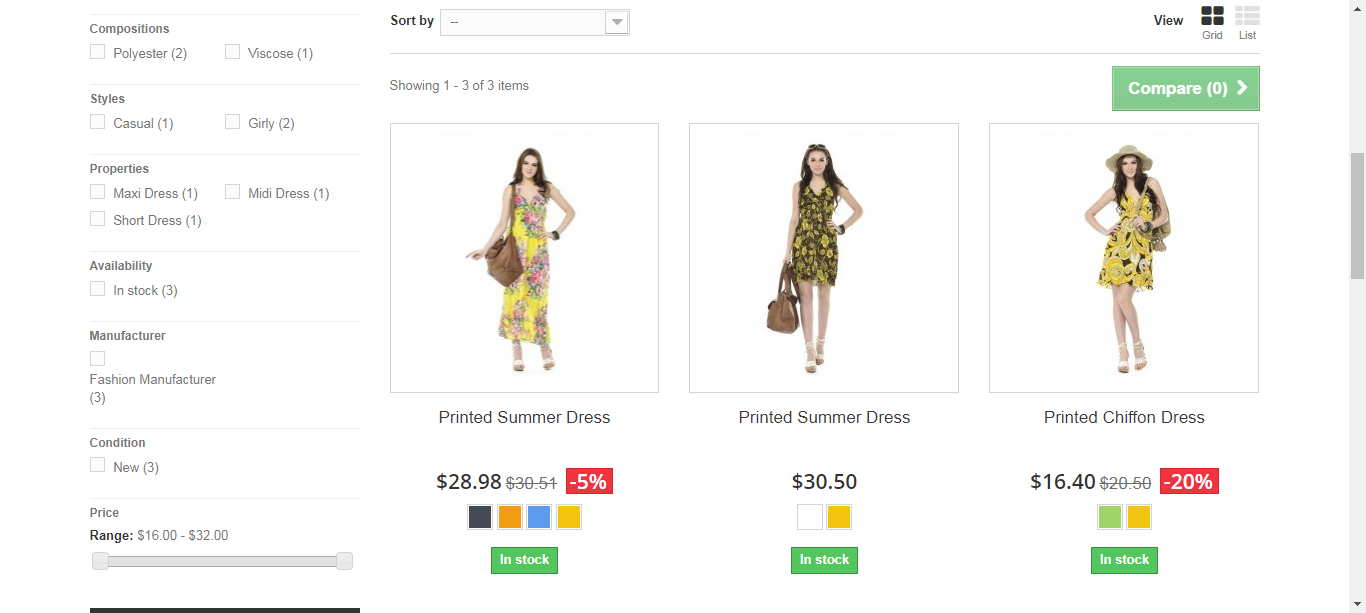 Compositions
Polyester (2) Viscose (1)
Styles
Casual (1) Girly (2)
Properties
Maxi Dress (1) Midi Dress (1)
Short Dress (1)
Availability
In stock (3)
Manufacturer
Fashion Manufacturer
(3)
Condition
New (3)
Price
Range: $16.00 - $32.00
Sort by -- View
Grid List
Showing 1 - 3 of 3 items
Compare (0)
Printed Summer Dress
$28.98 $30.51 -5%
In stock
Printed Summer Dress
$30.50
In stock
Printed Chiffon Dress
$16.40 $20.50 -20%
In stock